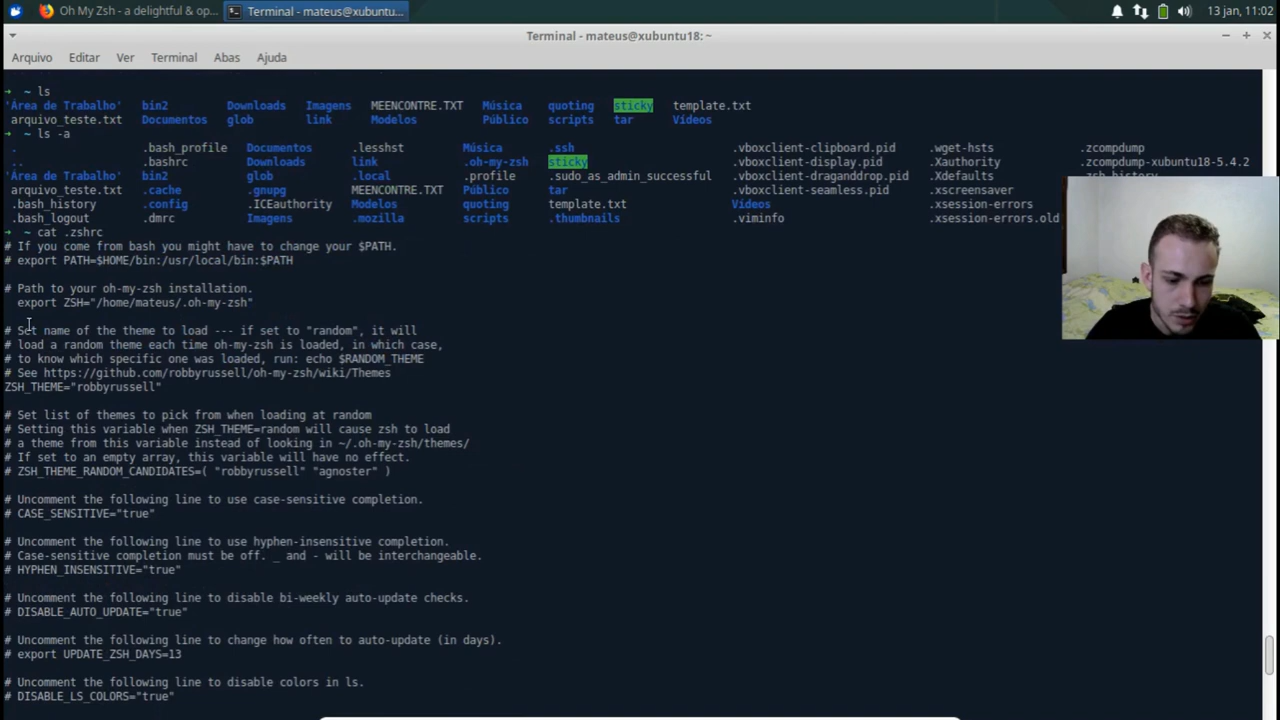 Oh My Zsh - a delightful & op...
Terminal - mateus@xubuntu18:...
13 jan, 11:02
Terminal - mateus@xubuntu18: ~
Arquivo Editar Ver Terminal Abas Ajuda
➜ ~ ls
'Área de Trabalho' bin2 Downloads Imagens MEENCONTRE.TXT Música quoting sticky template.txt
arquivo_teste.txt Documentos glob link Modelos Público scripts tar Vídeos
➜ ~ ls -a
. .bash_profile Documentos .lesshst Música .ssh .vboxclient-clipboard.pid .wget-hsts .zcompdump
.. .bashrc Downloads link .oh-my-zsh sticky .vboxclient-display.pid .Xauthority .zcompdump-xubuntu18-5.4.2
'Área de Trabalho' bin2 glob .local .profile .sudo_as_admin_successful .vboxclient-draganddrop.pid .Xdefaults .zsh_history
arquivo_teste.txt .cache .gnupg MEENCONTRE.TXT Público tar .vboxclient-seamless.pid .xscreensaver
.bash_history .config .ICEauthority Modelos quoting template.txt Vídeos .xsession-errors
.bash_logout .dmrc Imagens .mozilla scripts .thumbnails .viminfo .xsession-errors.old
➜ ~ cat .zshrc
# If you come from bash you might have to change your $PATH.
# export PATH=$HOME/bin:/usr/local/bin:$PATH
# Path to your oh-my-zsh installation.
export ZSH="/home/mateus/.oh-my-zsh"
# Set name of the theme to load --- if set to "random", it will
# load a random theme each time oh-my-zsh is loaded, in which case,
# to know which specific one was loaded, run: echo $RANDOM_THEME
# See https://github.com/robbyrussell/oh-my-zsh/wiki/Themes
ZSH_THEME="robbyrussell"
# Set list of themes to pick from when loading at random
# Setting this variable when ZSH_THEME=random will cause zsh to load
# a theme from this variable instead of looking in ~/.oh-my-zsh/themes/
# If set to an empty array, this variable will have no effect.
# ZSH_THEME_RANDOM_CANDIDATES=( "robbyrussell" "agnoster" )
# Uncomment the following line to use case-sensitive completion.
# CASE_SENSITIVE="true"
# Uncomment the following line to use hyphen-insensitive completion.
# Case-sensitive completion must be off. _ and - will be interchangeable.
# HYPHEN_INSENSITIVE="true"
# Uncomment the following line to disable bi-weekly auto-update checks.
# DISABLE_AUTO_UPDATE="true"
# Uncomment the following line to change how often to auto-update (in days).
# export UPDATE_ZSH_DAYS=13
# Uncomment the following line to disable colors in ls.
# DISABLE_LS_COLORS="true"